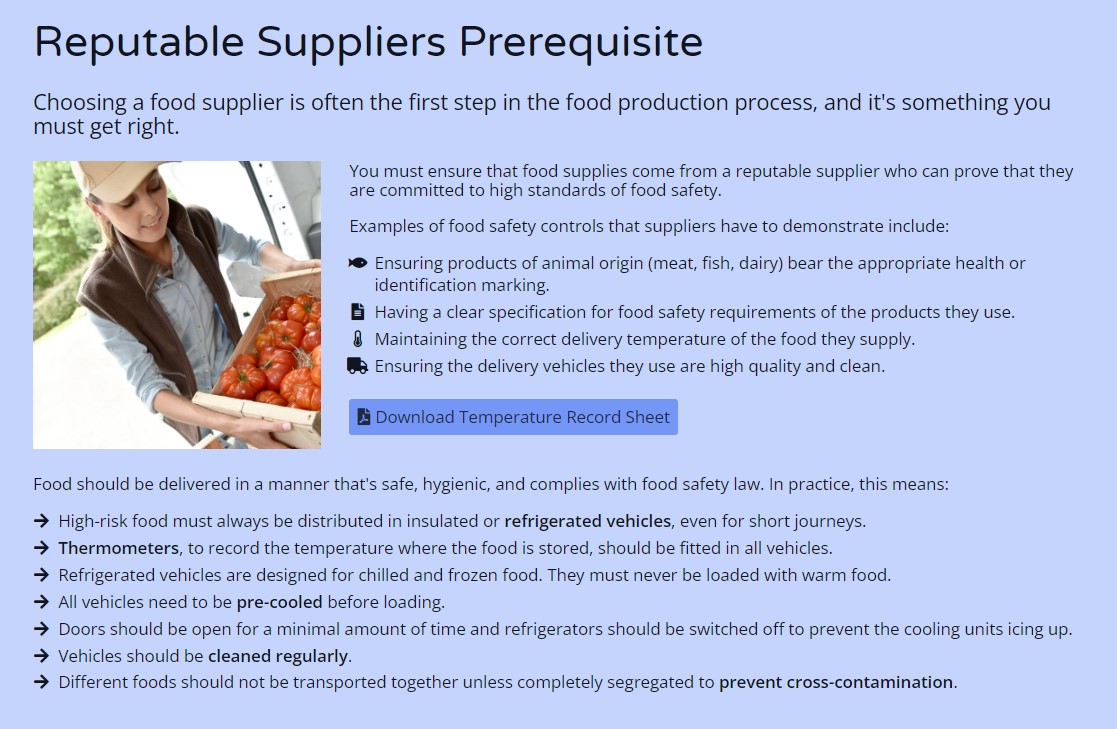 Reputable Suppliers Prerequisite
Choosing a food supplier is often the first step in the food production process, and it's something you
must get right.
You must ensure that food supplies come from a reputable supplier who can prove that they
are committed to high standards of food safety.
Examples of food safety controls that suppliers have to demonstrate include:
Ensuring products of animal origin (meat, fish, dairy) bear the appropriate health or
identification marking.
Having a clear specification for food safety requirements of the products they use.
Maintaining the correct delivery temperature of the food they supply.
Ensuring the delivery vehicles they use are high quality and clean.
Download Temperature Record Sheet
Food should be delivered in a manner that's safe, hygienic, and complies with food safety law. In practice, this means:
High-risk food must always be distributed in insulated or refrigerated vehicles, even for short journeys.
Thermometers, to record the temperature where the food is stored, should be fitted in all vehicles.
Refrigerated vehicles are designed for chilled and frozen food. They must never be loaded with warm food.
All vehicles need to be pre-cooled before loading.
Doors should be open for a minimal amount of time and refrigerators should be switched off to prevent the cooling units icing up.
Vehicles should be cleaned regularly.
Different foods should not be transported together unless completely segregated to prevent cross-contamination.